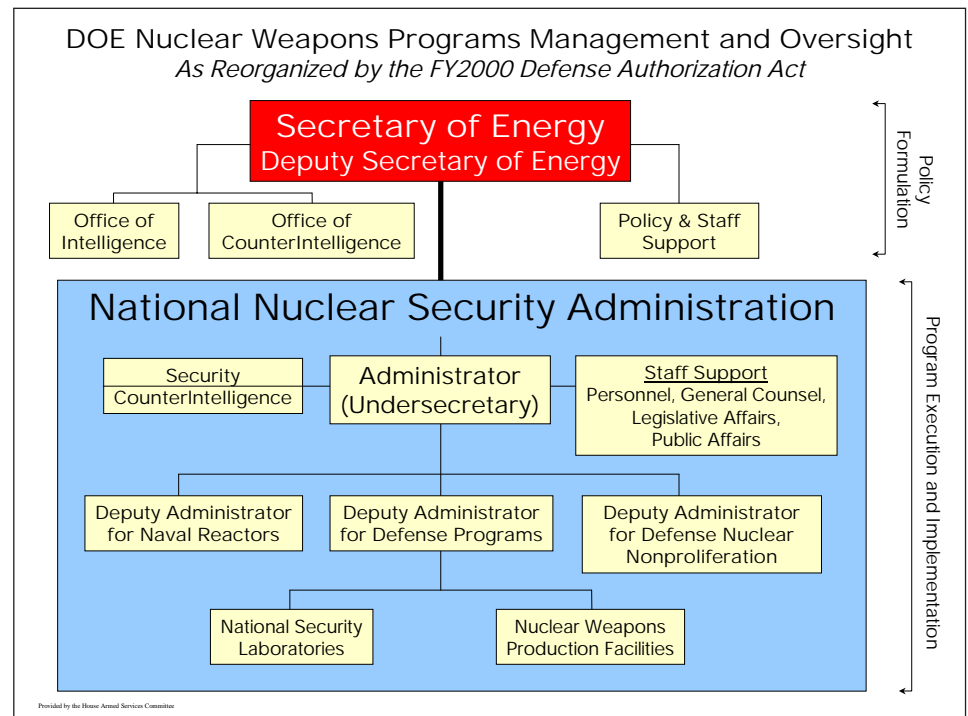 DOE Nuclear Weapons Programs Management and Oversight
As Reorganized by the FY2000 Defense Authorization Act
Secretary of Energy
Deputy Secretary of Energy
Policy
Formulation
Office of
Intelligence
Office of
CounterIntelligence
Policy & Staff
Support
National Nuclear Security Administration
Security
CounterIntelligence
Administrator
(Undersecretary)
Staff Support
Personnel, General Counsel,
Legislative Affairs,
Public Affairs
Program Execution and Implementation
Deputy Administrator
for Naval Reactors
Deputy Administrator
for Defense Programs
Deputy Administrator
for Defense Nuclear
Nonproliferation
National Security
Laboratories
Nuclear Weapons
Production Facilities
Provided by the House Armed Services Committee